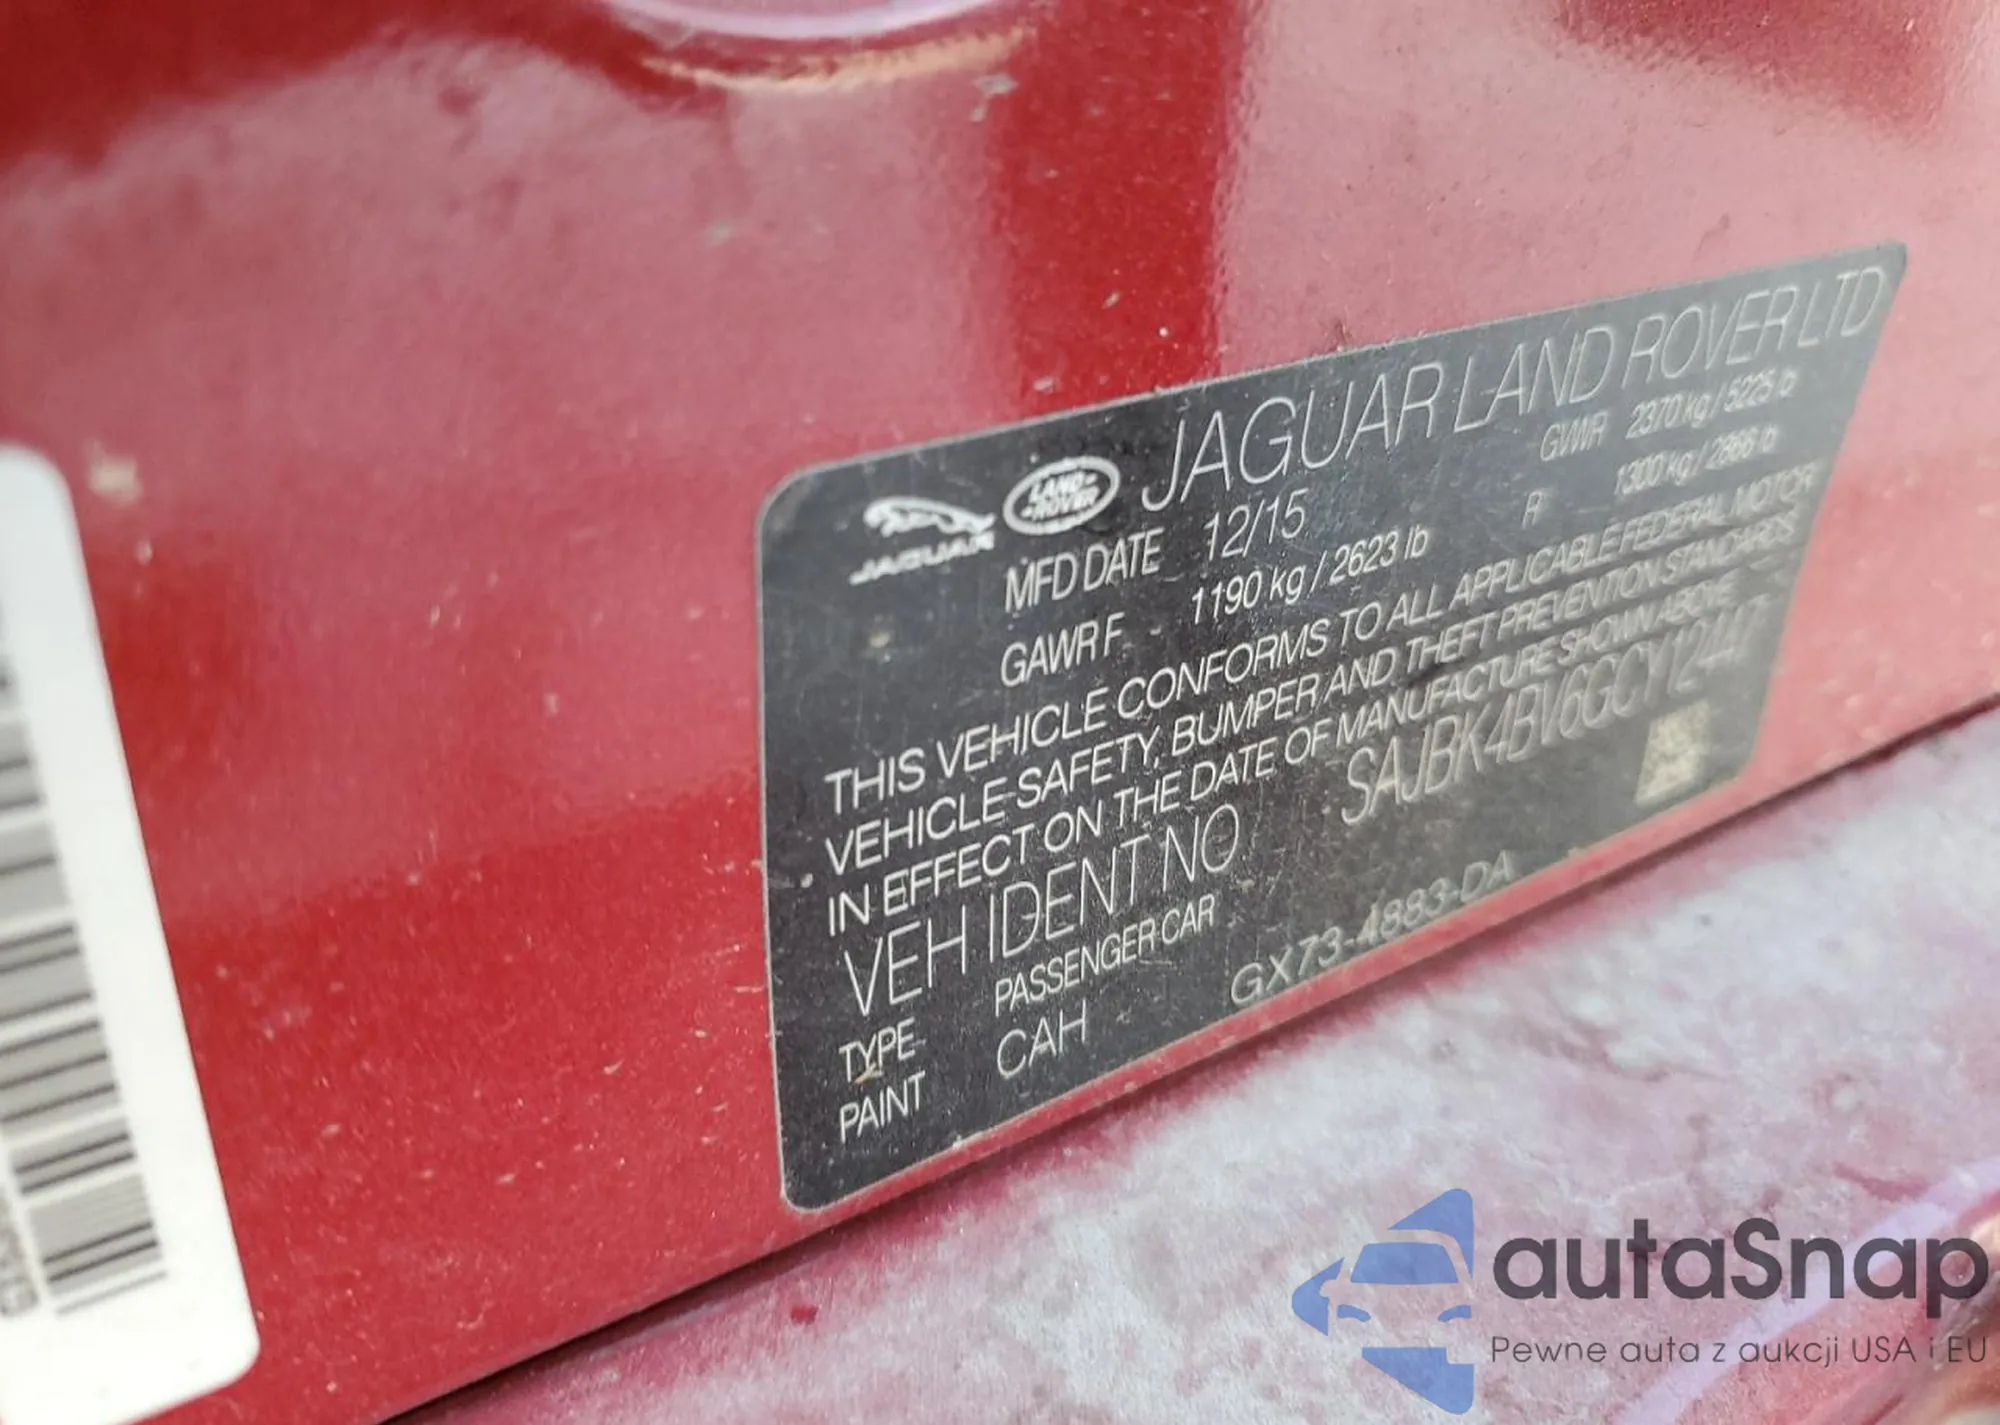 JAGUAR
LAND-
-ROVER
JAGUAR LAND ROVER LTD
MFD DATE 12/15 GVWR 2370 kg / 5225 lb
GAWR F - 1190 kg / 2623 lb R 1300 kg / 2866 lb
THIS VEHICLE CONFORMS TO ALL APPLICABLE FEDERAL MOTOR
VEHICLE-SAFETY, BUMPER AND THEFT PREVENTION STANDARDS
IN EFFECT ON THE DATE OF MANUFACTURE SHOWN ABOVE
VEH IDENT NO SAJBK4BV6GCY12447
TYPE PASSENGER CAR
PAINT CAH GX73-4883-DA
autaSnap
Pewne auta z aukcji USA i EU